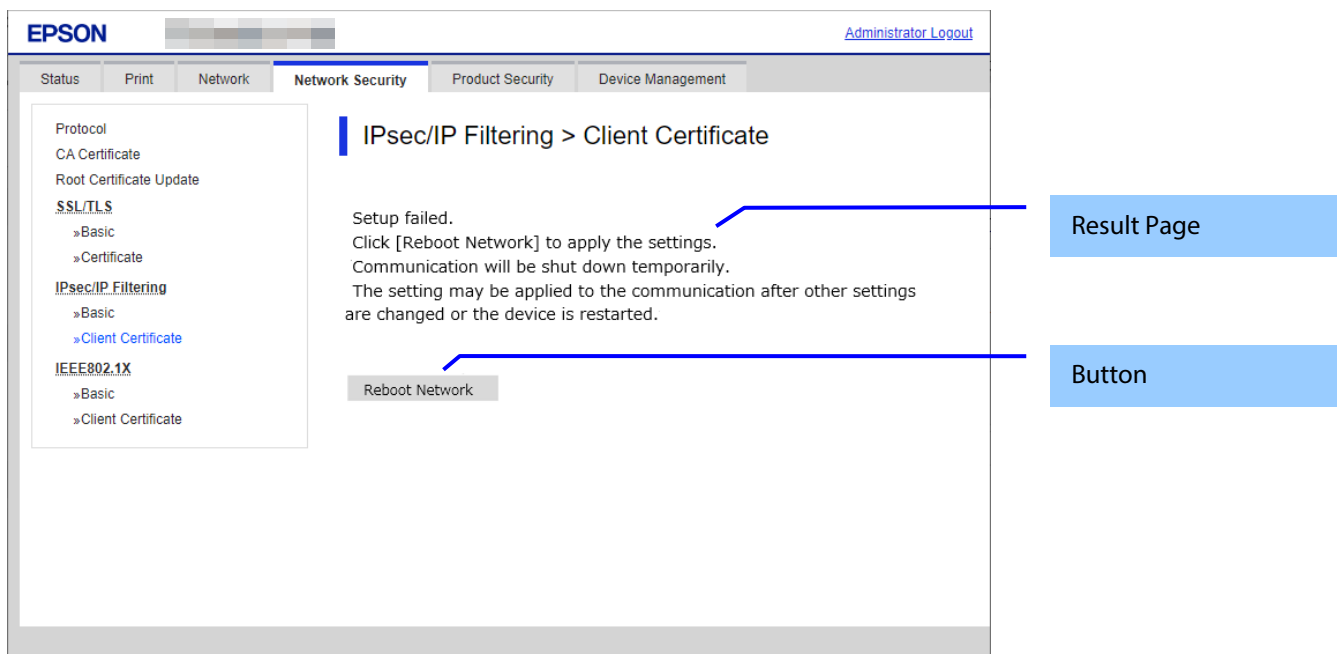 EPSON
Administrator Logout
Status Print Network Network Security Product Security Device Management
Protocol
CA Certificate
Root Certificate Update
SSL/TLS
»Basic
»Certificate
IPsec/IP Filtering
»Basic
»Client Certificate
IEEE802.1X
»Basic
»Client Certificate
IPsec/IP Filtering > Client Certificate
Setup failed.
Click [Reboot Network] to apply the settings.
Communication will be shut down temporarily.
The setting may be applied to the communication after other settings
are changed or the device is restarted.
Reboot Network
Result Page
Button